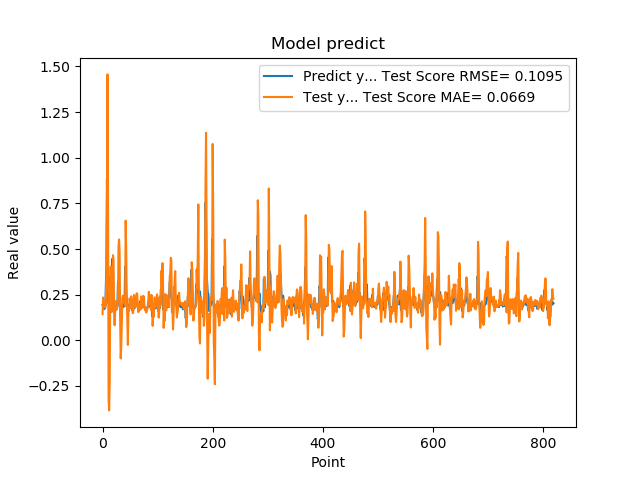 Model predict
Predict y... Test Score RMSE= 0.1095
Test y... Test Score MAE= 0.0669
1.50
1.25
1.00
0.75
0.50
0.25
0.00
−0.25
Real value
0 200 400 600 800
Point